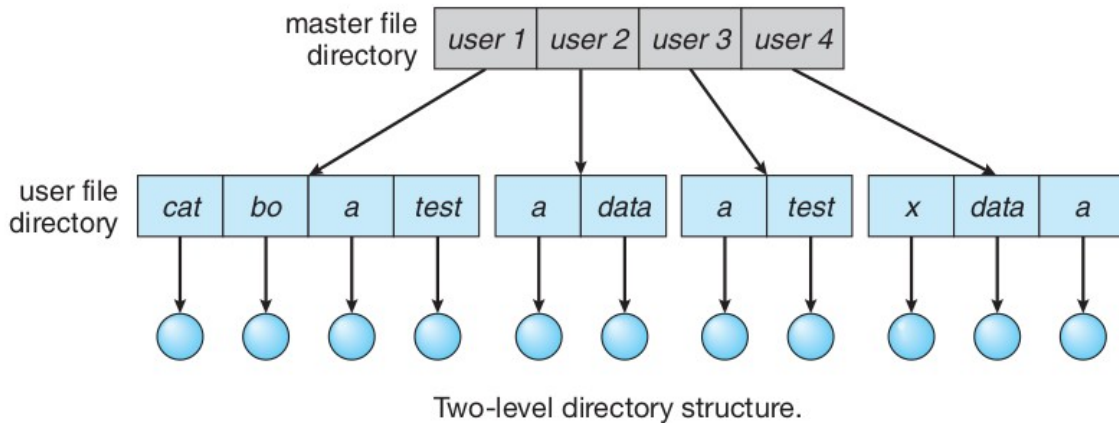 master file
directory
user 1 user 2 user 3 user 4
user file
directory
cat bo a test a data a test x data a
Two-level directory structure.